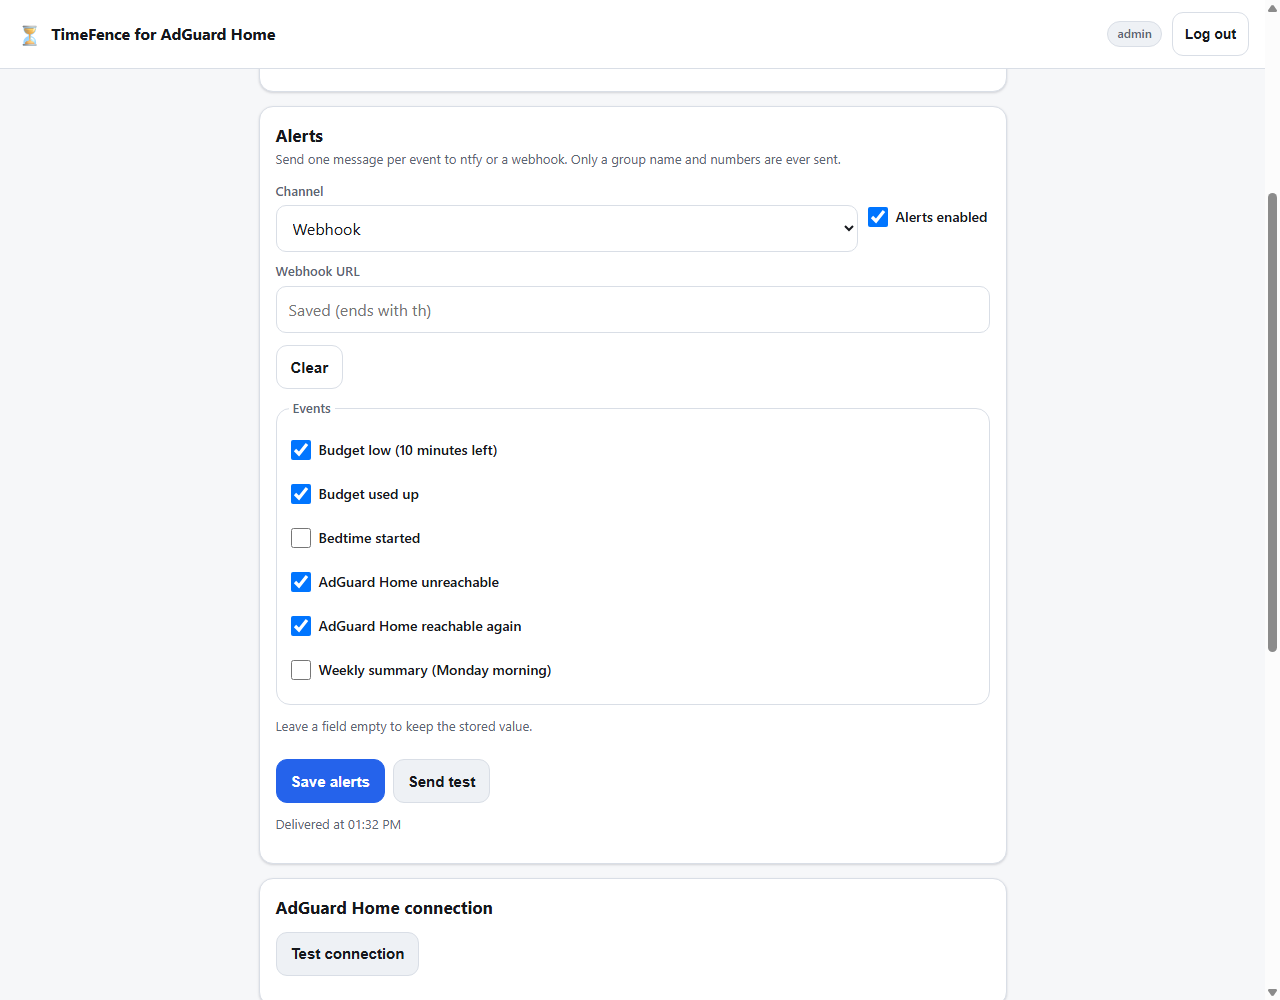 TimeFence for AdGuard Home
admin
Log out
Alerts
Send one message per event to ntfy or a webhook. Only a group name and numbers are ever sent.
Channel
Webhook
Alerts enabled
Webhook URL
Saved (ends with th)
Clear
Events
Budget low (10 minutes left)
Budget used up
Bedtime started
AdGuard Home unreachable
AdGuard Home reachable again
Weekly summary (Monday morning)
Leave a field empty to keep the stored value.
Save alerts
Send test
Delivered at 01:32 PM
AdGuard Home connection
Test connection